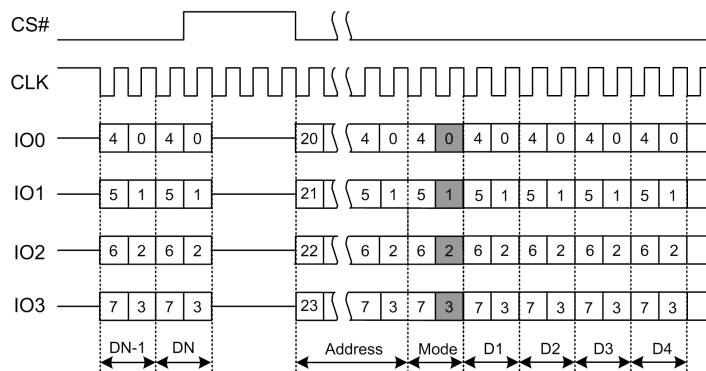 CS#
CLK
IO0 4 0 4 0 20 4 0 4 0 4 0 4 0 4 0 4 0
IO1 5 1 5 1 21 5 1 5 1 5 1 5 1 5 1 5 1
IO2 6 2 6 2 22 6 2 6 2 6 2 6 2 6 2 6 2
IO3 7 3 7 3 23 7 3 7 3 7 3 7 3 7 3 7 3
DN-1 DN Address Mode D1 D2 D3 D4